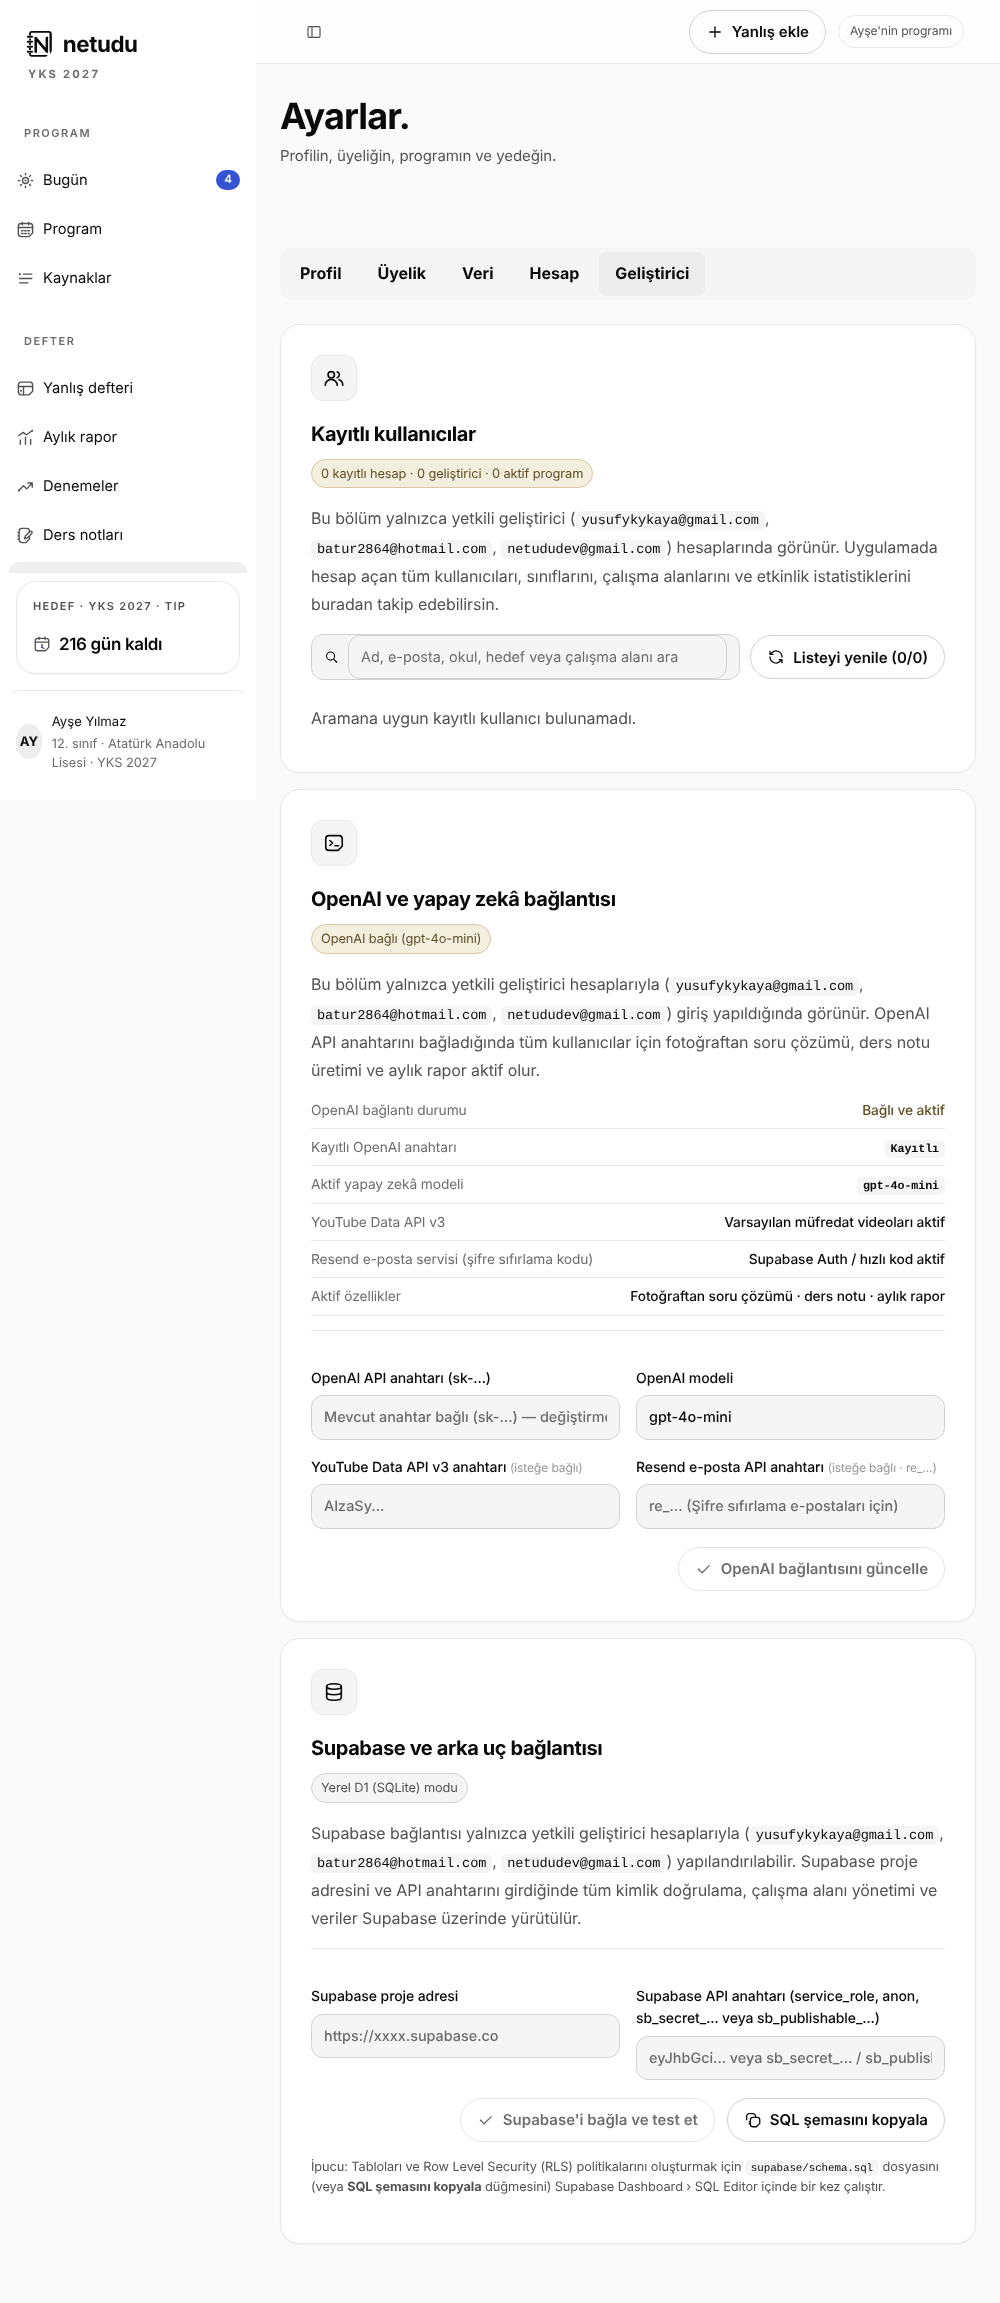 netudu
YKS 2027
PROGRAM
Bugün
4
Program
Kaynaklar
DEFTER
Yanlış defteri
Aylık rapor
Denemeler
Ders notları
HEDEF · YKS 2027 · TIP
216 gün kaldı
AY
Ayşe Yılmaz
12. sınıf · Atatürk Anadolu
Lisesi · YKS 2027
Yanlış ekle
Ayşe'nin programı
Ayarlar.
Profilin, üyeliğin, programın ve yedeğin.
Profil
Üyelik
Veri
Hesap
Geliştirici
Kayıtlı kullanıcılar
0 kayıtlı hesap · 0 geliştirici · 0 aktif program
Bu bölüm yalnızca yetkili geliştirici ( yusufykykaya@gmail.com ,
batur2864@hotmail.com , netududev@gmail.com ) hesaplarında görünür. Uygulamada
hesap açan tüm kullanıcıları, sınıflarını, çalışma alanlarını ve etkinlik istatistiklerini
buradan takip edebilirsin.
Ad, e-posta, okul, hedef veya çalışma alanı ara
Listeyi yenile (0/0)
Aramana uygun kayıtlı kullanıcı bulunamadı.
OpenAI ve yapay zekâ bağlantısı
OpenAI bağlı (gpt-4o-mini)
Bu bölüm yalnızca yetkili geliştirici hesaplarıyla ( yusufykykaya@gmail.com ,
batur2864@hotmail.com , netududev@gmail.com ) giriş yapıldığında görünür. OpenAI
API anahtarını bağladığında tüm kullanıcılar için fotoğraftan soru çözümü, ders notu
üretimi ve aylık rapor aktif olur.
OpenAI bağlantı durumu
Bağlı ve aktif
Kayıtlı OpenAI anahtarı
Kayıtlı
Aktif yapay zekâ modeli
gpt-4o-mini
YouTube Data API v3
Varsayılan müfredat videoları aktif
Resend e-posta servisi (şifre sıfırlama kodu)
Supabase Auth / hızlı kod aktif
Aktif özellikler
Fotoğraftan soru çözümü · ders notu · aylık rapor
OpenAI API anahtarı (sk-...)
OpenAI modeli
Mevcut anahtar bağlı (sk-...) — değiştirme
gpt-4o-mini
YouTube Data API v3 anahtarı (isteğe bağlı)
Resend e-posta API anahtarı (isteğe bağlı · re_...)
AIzaSy...
re_... (Şifre sıfırlama e-postaları için)
OpenAI bağlantısını güncelle
Supabase ve arka uç bağlantısı
Yerel D1 (SQLite) modu
Supabase bağlantısı yalnızca yetkili geliştirici hesaplarıyla ( yusufykykaya@gmail.com ,
batur2864@hotmail.com , netududev@gmail.com ) yapılandırılabilir. Supabase proje
adresini ve API anahtarını girdiğinde tüm kimlik doğrulama, çalışma alanı yönetimi ve
veriler Supabase üzerinde yürütülür.
Supabase proje adresi
Supabase API anahtarı (service_role, anon,
sb_secret_... veya sb_publishable_...)
https://xxxx.supabase.co
eyJhbGci... veya sb_secret_... / sb_publisl
Supabase'i bağla ve test et
SQL şemasını kopyala
İpucu: Tabloları ve Row Level Security (RLS) politikalarını oluşturmak için supabase/schema.sql dosyasını
(veya SQL şemasını kopyala düğmesini) Supabase Dashboard › SQL Editor içinde bir kez çalıştır.